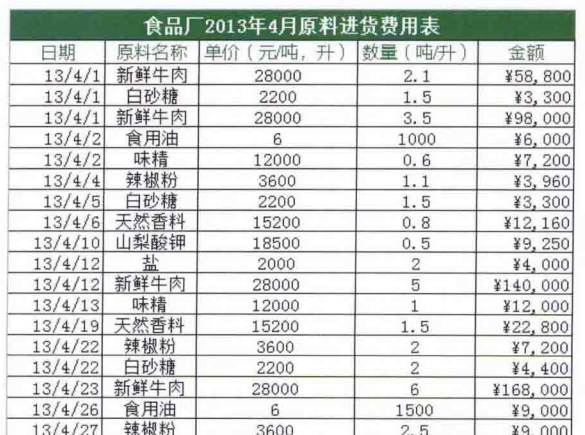 食品厂2013年4月原料进货费用表
日期 原料名称 单价（元/吨，升） 数量（吨/升） 金额
13/4/1 新鲜牛肉 28000 2.1 ¥58,800
13/4/1 白砂糖 2200 1.5 ¥3,300
13/4/1 新鲜牛肉 28000 3.5 ¥98,000
13/4/2 食用油 6 1000 ¥6,000
13/4/2 味精 12000 0.6 ¥7,200
13/4/4 辣椒粉 3600 1.1 ¥3,960
13/4/5 白砂糖 2200 1.5 ¥3,300
13/4/6 天然香料 15200 0.8 ¥12,160
13/4/10 山梨酸钾 18500 0.5 ¥9,250
13/4/12 盐 2000 2 ¥4,000
13/4/12 新鲜牛肉 28000 5 ¥140,000
13/4/13 味精 12000 1 ¥12,000
13/4/19 天然香料 15200 1.5 ¥22,800
13/4/22 辣椒粉 3600 2 ¥7,200
13/4/22 白砂糖 2200 2 ¥4,400
13/4/23 新鲜牛肉 28000 6 ¥168,000
13/4/26 食用油 6 1500 ¥9,000
13/4/27 辣椒粉 3600 2.5 ¥9,000